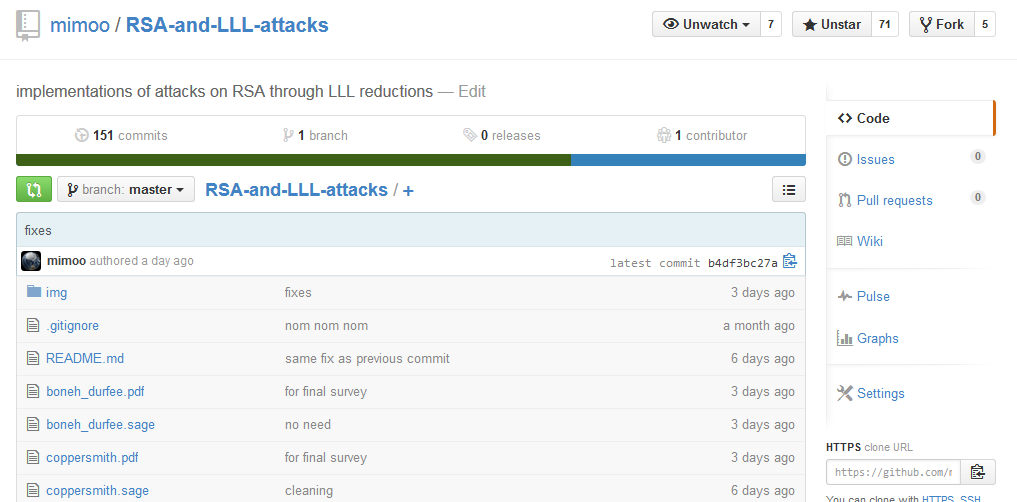 mimoo / RSA-and-LLL-attacks
Unwatch 7 Unstar 71 Fork 5
implementations of attacks on RSA through LLL reductions — Edit
151 commits 1 branch 0 releases 1 contributor
branch: master RSA-and-LLL-attacks / +
fixes
mimoo authored a day ago latest commit b4df3bc27a
img fixes 3 days ago
.gitignore nom nom nom a month ago
README.md same fix as previous commit 6 days ago
boneh_durfee.pdf for final survey 3 days ago
boneh_durfee.sage no need 3 days ago
coppersmith.pdf for final survey 3 days ago
coppersmith.sage cleaning 6 days ago
Code
Issues 0
Pull requests 0
Wiki
Pulse
Graphs
Settings
HTTPS clone URL
https://github.com/
You can clone with HTTPS, SSH,